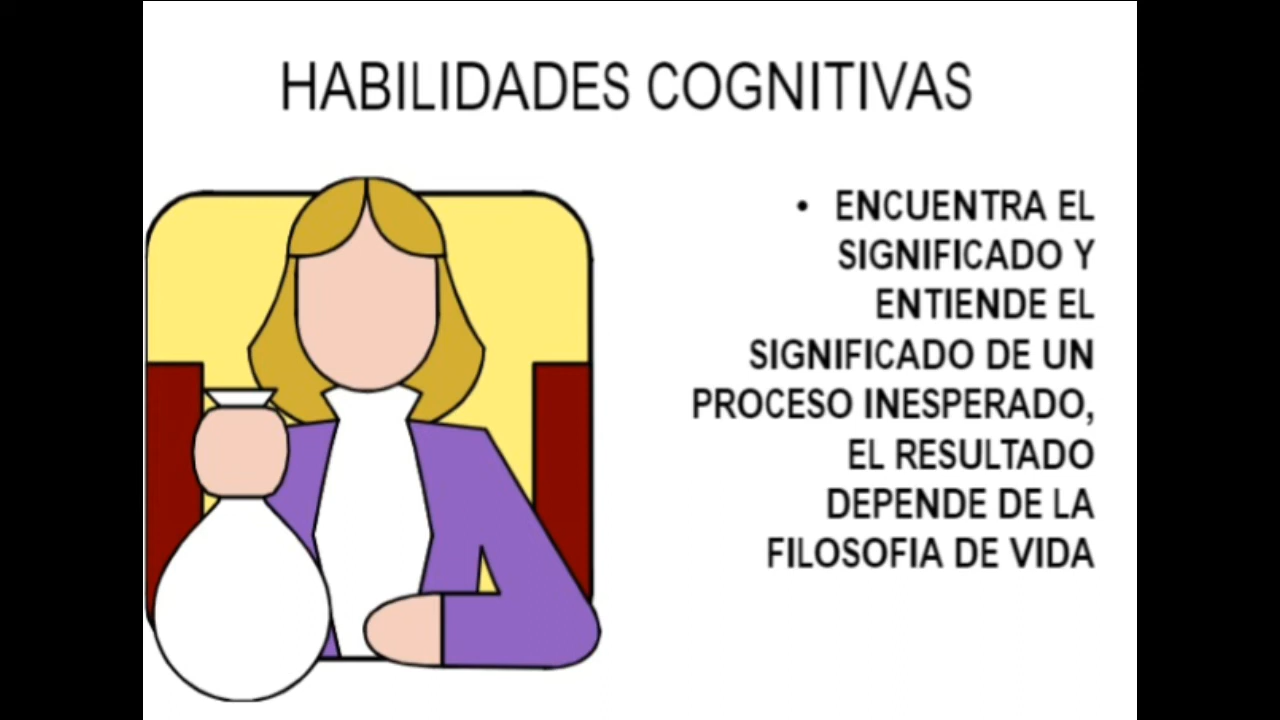 HABILIDADES COGNITIVAS
• ENCUENTRA EL
SIGNIFICADO Y
ENTIENDE EL
SIGNIFICADO DE UN
PROCESO INESPERADO,
EL RESULTADO
DEPENDE DE LA
FILOSOFIA DE VIDA